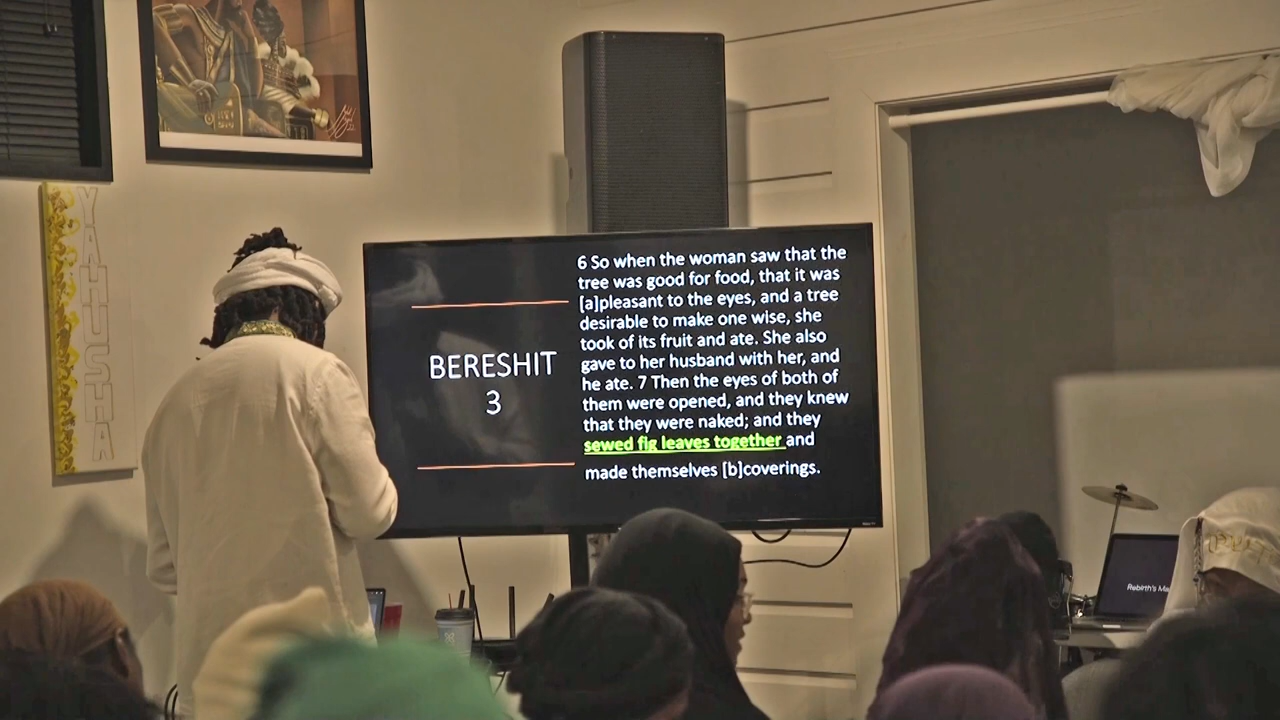 YAHUSHA
BERESHIT
3
6 So when the woman saw that the
tree was good for food, that it was
[a]pleasant to the eyes, and a tree
desirable to make one wise, she
took of its fruit and ate. She also
gave to her husband with her, and
he ate. 7 Then the eyes of both of
them were opened, and they knew
that they were naked; and they
sewed fig leaves together and
made themselves [b]coverings.
Rebirth's Ma